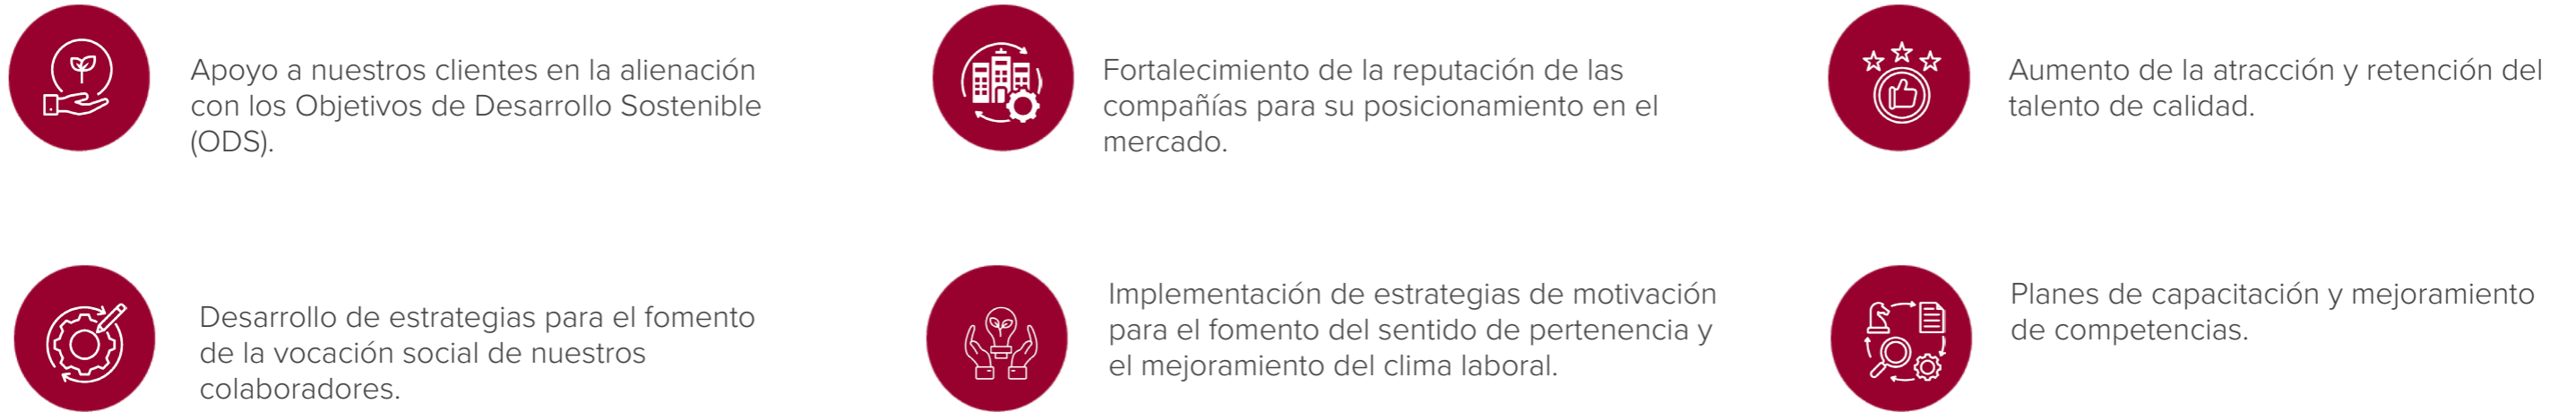 Apoyo a nuestros clientes en la alienación
con los Objetivos de Desarrollo Sostenible
(ODS).
Fortalecimiento de la reputación de las
compañías para su posicionamiento en el
mercado.
Aumento de la atracción y retención del
talento de calidad.
Desarrollo de estrategias para el fomento
de la vocación social de nuestros
colaboradores.
Implementación de estrategias de motivación
para el fomento del sentido de pertenencia y
el mejoramiento del clima laboral.
Planes de capacitación y mejoramiento
de competencias.